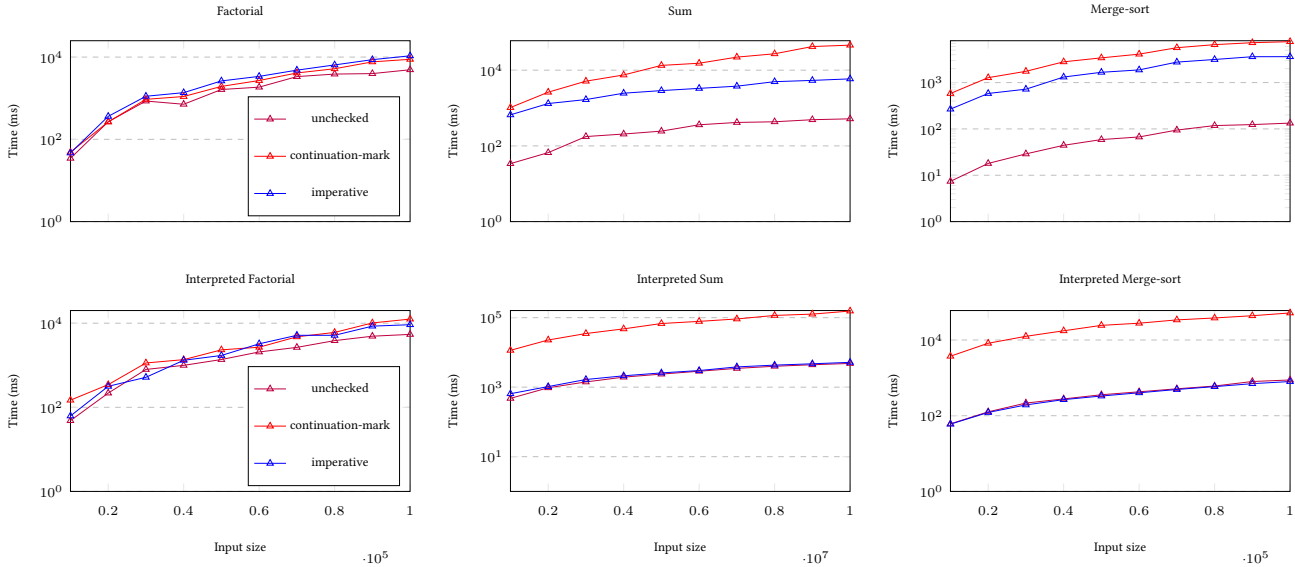 Factorial
Time (ms)
10^4
10^2
10^0
unchecked
continuation-mark
imperative
Sum
Time (ms)
10^4
10^2
10^0
Merge-sort
Time (ms)
10^3
10^2
10^1
10^0
Interpreted Factorial
Time (ms)
10^4
10^2
10^0
unchecked
continuation-mark
imperative
0.2 0.4 0.6 0.8 1
Input size
·10^5
Interpreted Sum
Time (ms)
10^5
10^3
10^1
0.2 0.4 0.6 0.8 1
Input size
·10^7
Interpreted Merge-sort
Time (ms)
10^4
10^2
10^0
0.2 0.4 0.6 0.8 1
Input size
·10^5